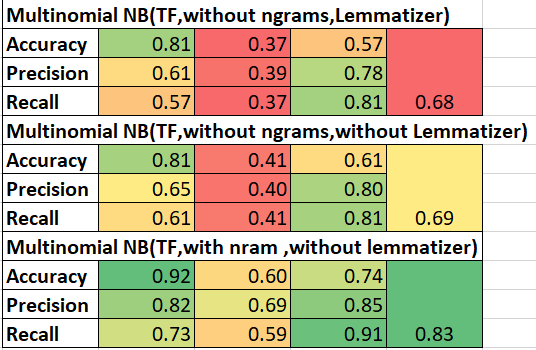 Multinomial NB(TF,without ngrams,Lemmatizer)
Accuracy 0.81 0.37 0.57
Precision 0.61 0.39 0.78
Recall 0.57 0.37 0.81 0.68
Multinomial NB(TF,without ngrams,without Lemmatizer)
Accuracy 0.81 0.41 0.61
Precision 0.65 0.40 0.80
Recall 0.61 0.41 0.81 0.69
Multinomial NB(TF,with nram ,without lemmatizer)
Accuracy 0.92 0.60 0.74
Precision 0.82 0.69 0.85
Recall 0.73 0.59 0.91 0.83